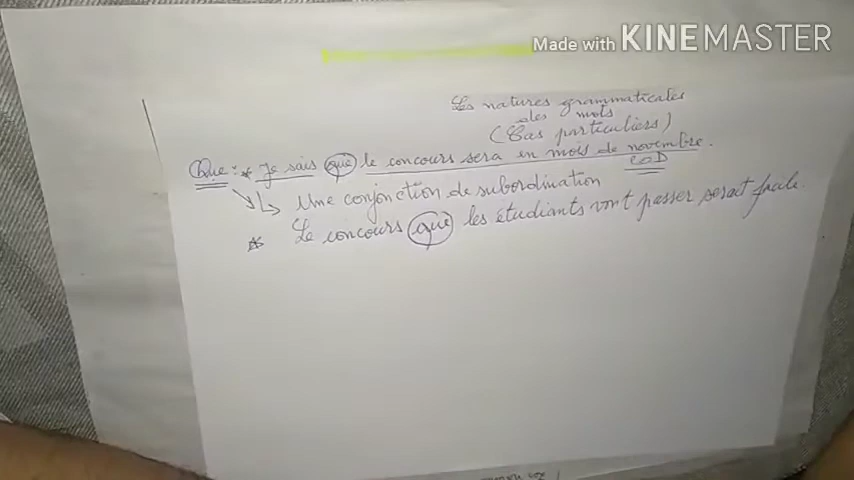 Made with KINEMASTER
Les natures grammaticales
des mots
(Cas particuliers)
Que: * Je sais que le concours sera en mois de novembre.
COD
Une conjonction de subordination
* Le concours que les étudiants vont passer serait facile.